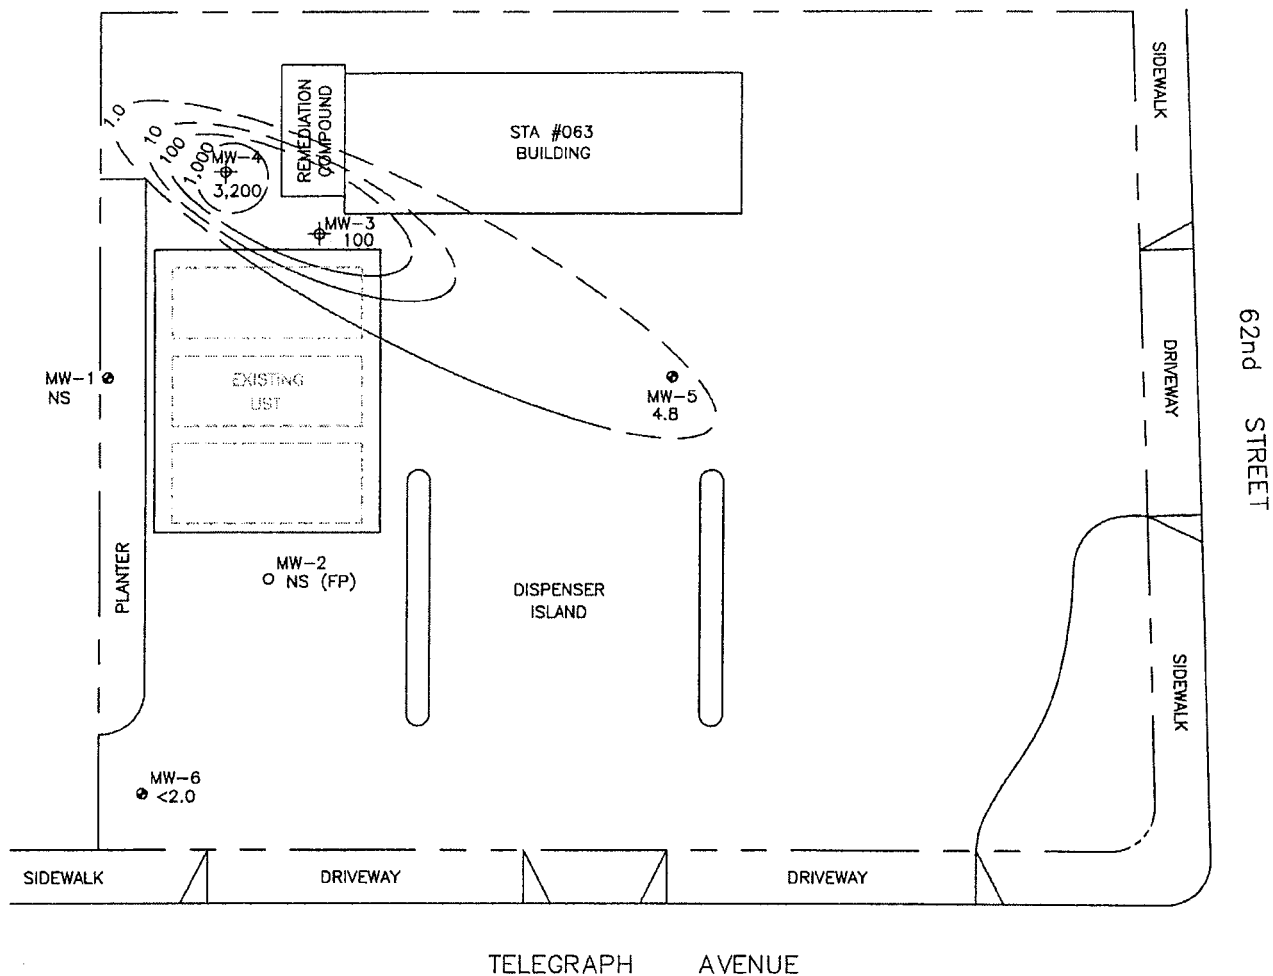 SIDEWALK
1.0
10
100
1,000
MW-4
3,200
REMEDIATION
COMPOUND
STA #063
BUILDING
MW-3
100
62nd STREET
DRIVEWAY
MW-1
NS
EXISTING
UST
MW-5
4.8
PLANTER
MW-2
NS (FP)
DISPENSER
ISLAND
SIDEWALK
MW-6
<2.0
SIDEWALK
DRIVEWAY
DRIVEWAY
TELEGRAPH AVENUE